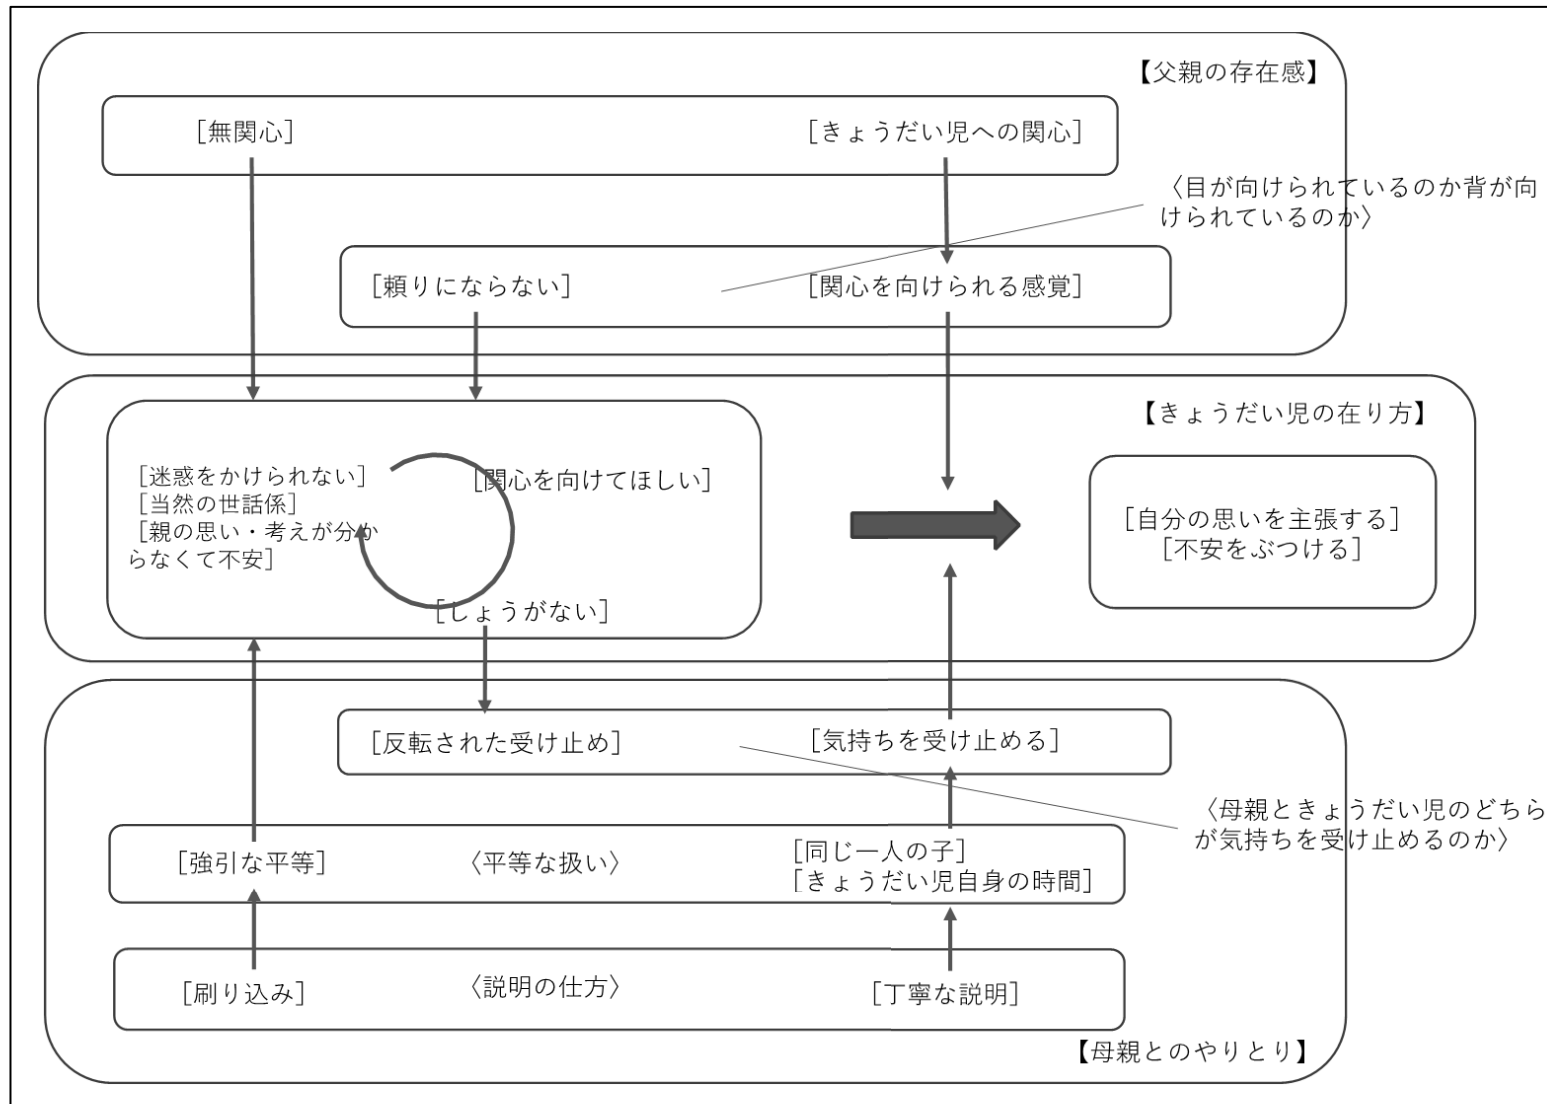 【父親の存在感】
[無関心]
[きょうだい児への関心]
〈目が向けられているのか背が向
けられているのか〉
[頼りにならない]
[関心を向けられる感覚]
【きょうだい児の在り方】
[迷惑をかけられない]
[当然の世話係]
[親の思い・考えが分か
らなくて不安]
[関心を向けてほしい]
[しょうがない]
[自分の思いを主張する]
[不安をぶつける]
[反転された受け止め]
[気持ちを受け止める]
〈母親ときょうだい児のどちら
が気持ちを受け止めるのか〉
[強引な平等]
〈平等な扱い〉
[同じ一人の子]
[きょうだい児自身の時間]
[刷り込み]
〈説明の仕方〉
[丁寧な説明]
【母親とのやりとり】